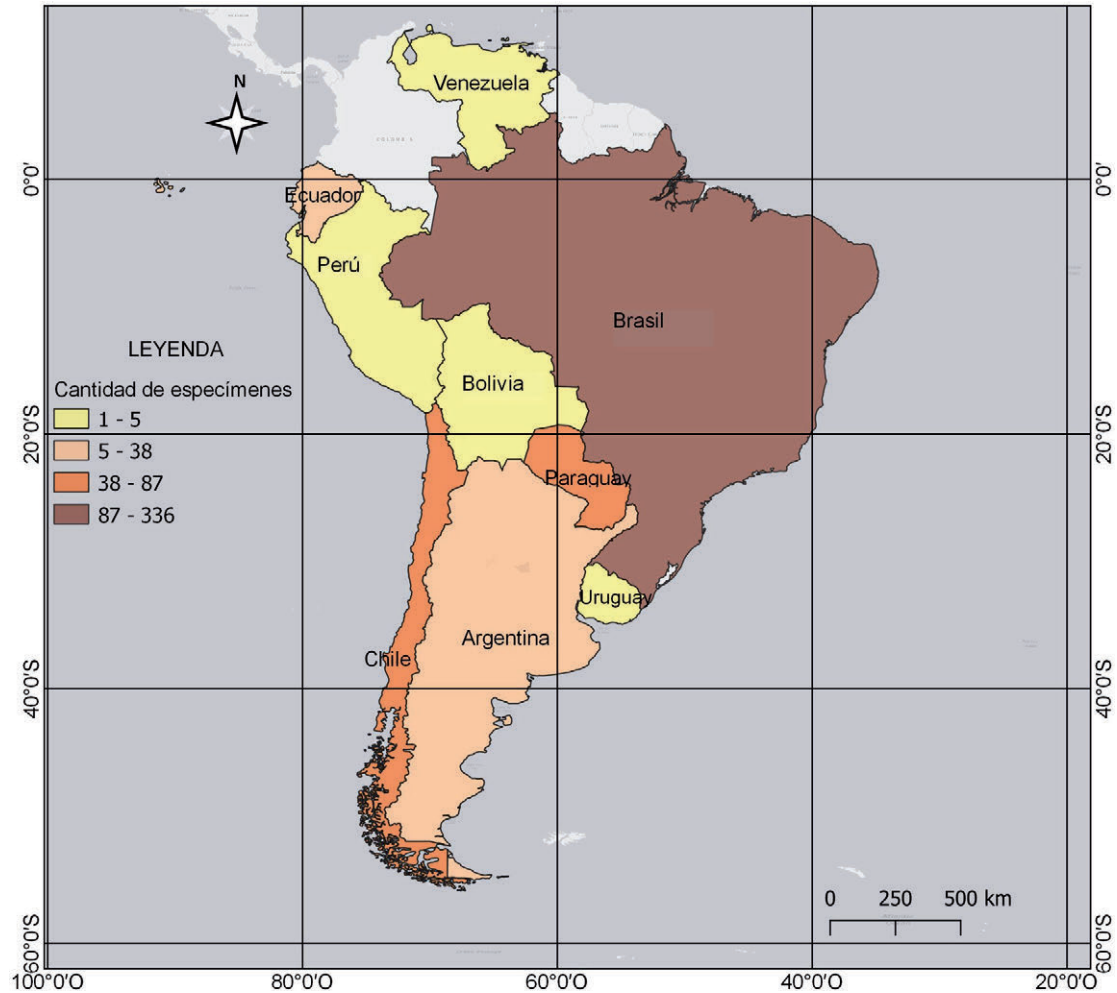 N
Venezuela
Ecuador
Perú
Brasil
Bolivia
Paraguay
Uruguay
Argentina
Chile
LEYENDA
Cantidad de especímenes
1 - 5
5 - 38
38 - 87
87 - 336
0 250 500 km
0°0'
20°0'S
40°0'S
60°0'S
0°0'
20°0'S
40°0'S
60°0'S
100°0'O 80°0'O 60°0'O 40°0'O 20°0'O